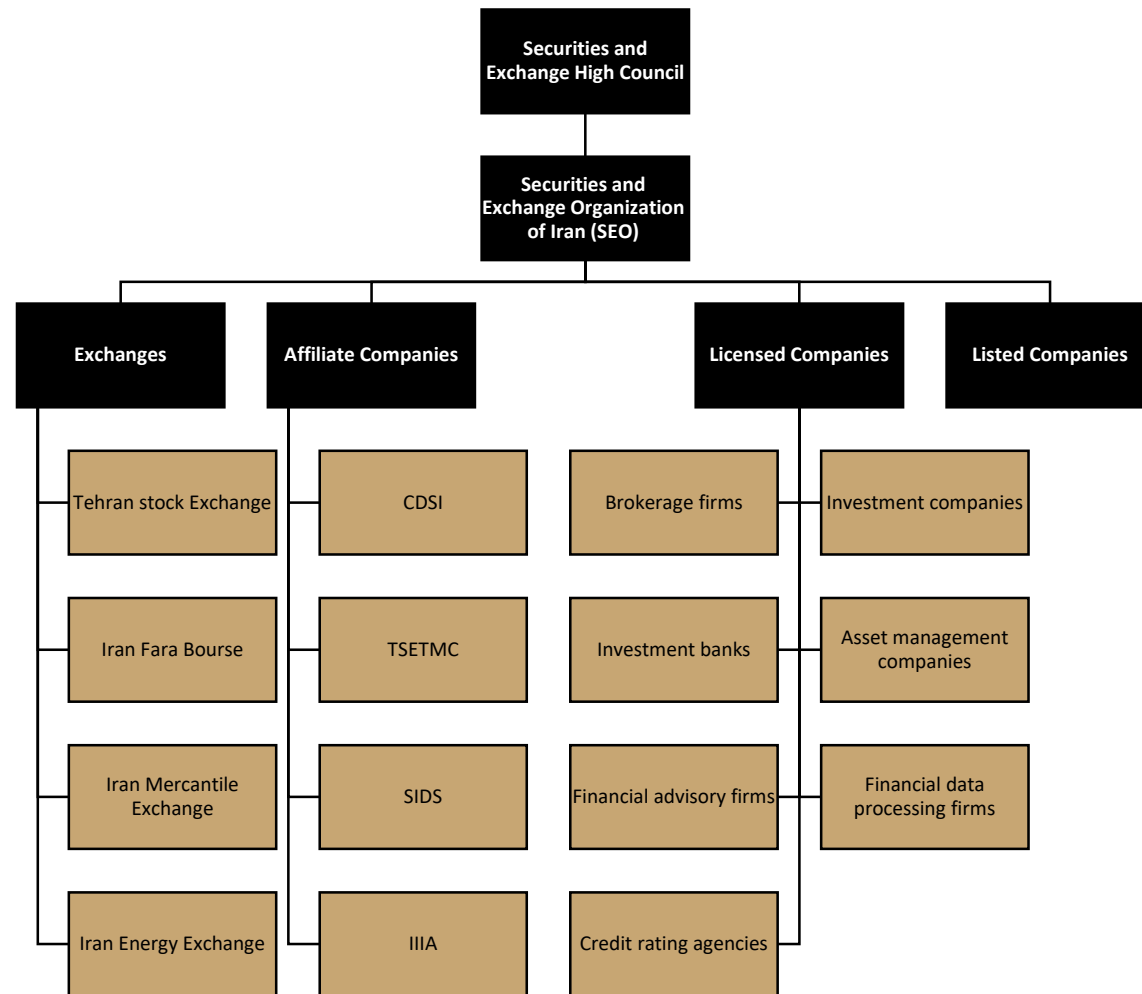 Securities and
Exchange High Council
Securities and
Exchange Organization
of Iran (SEO)
Exchanges
Affiliate Companies
Licensed Companies
Listed Companies
Tehran stock Exchange
CDSI
Brokerage firms
Investment companies
Iran Fara Bourse
TSETMC
Investment banks
Asset management
companies
Iran Mercantile
Exchange
SIDS
Financial advisory firms
Financial data
processing firms
Iran Energy Exchange
IIIA
Credit rating agencies